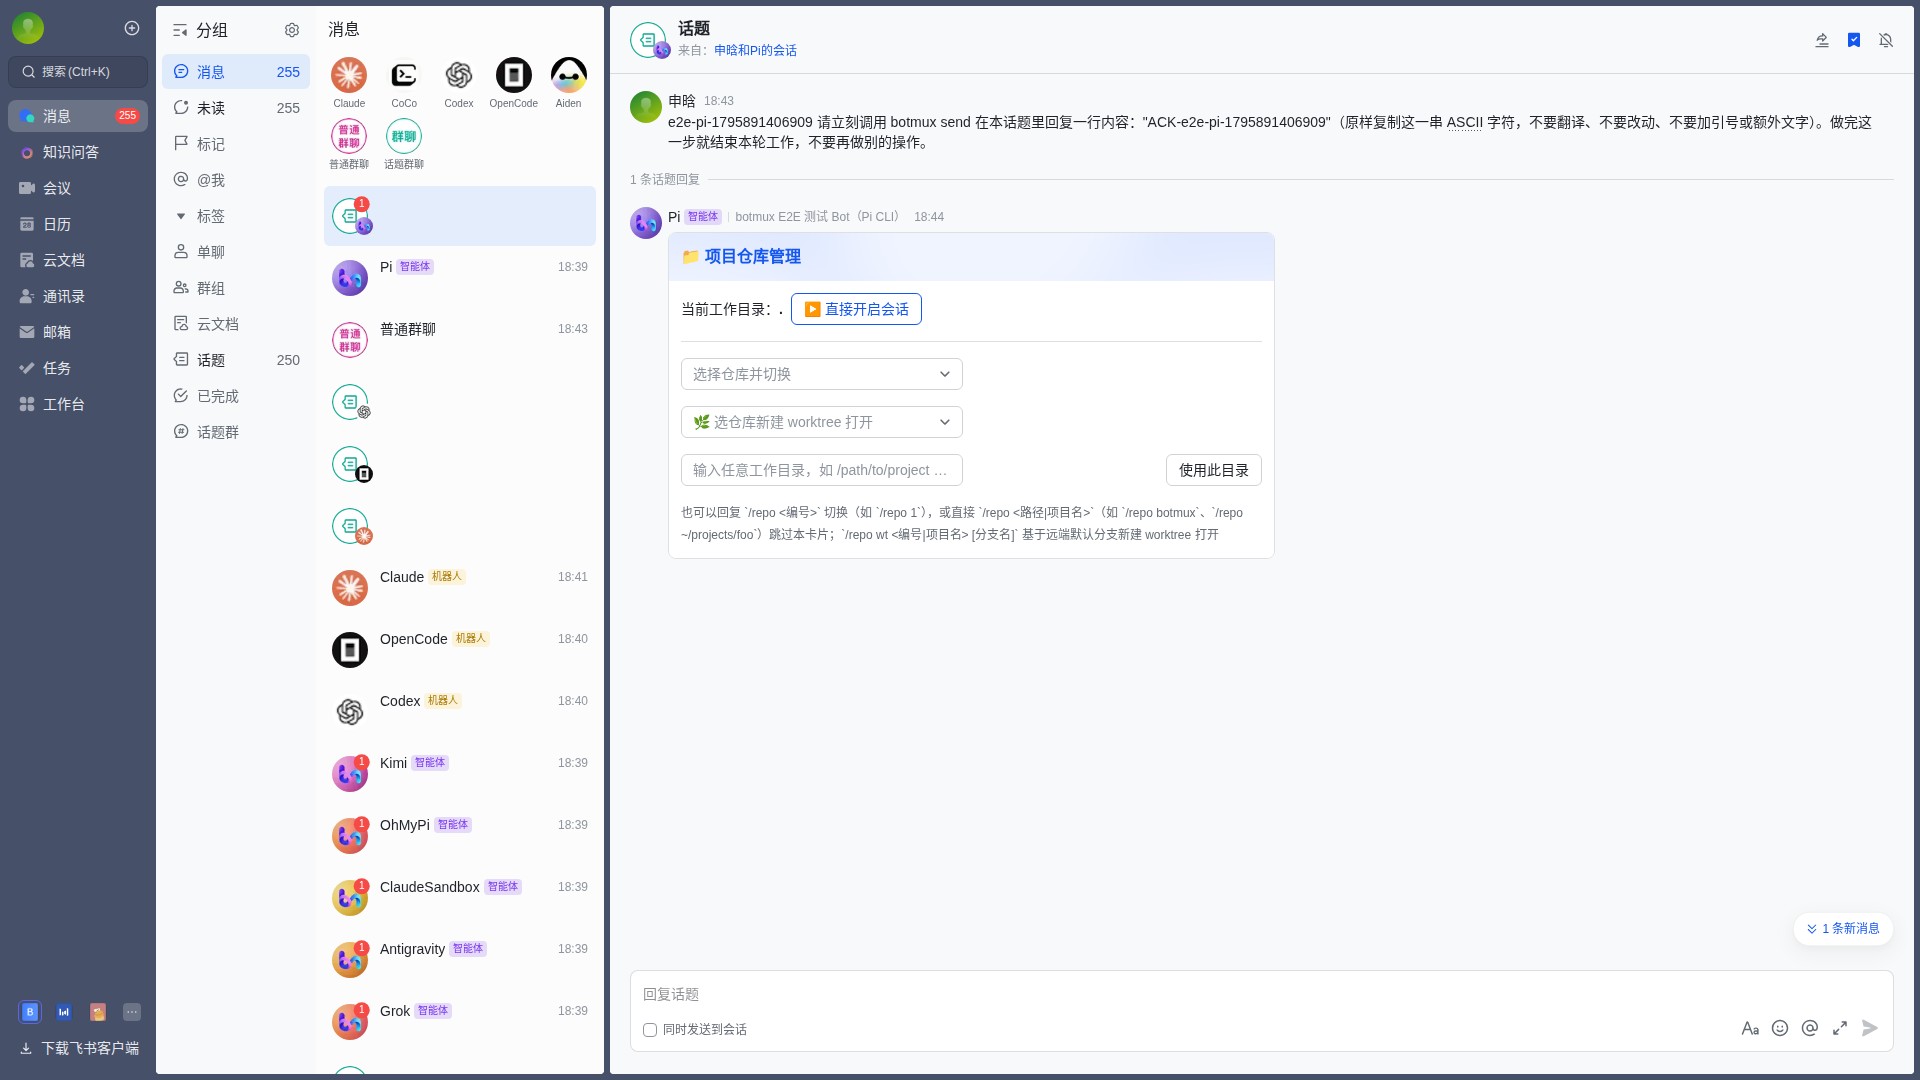 搜索 (Ctrl+K)
消息 255
知识问答
会议
日历
云文档
通讯录
邮箱
任务
工作台
下载飞书客户端
分组
消息 255
未读 255
标记
@我
标签
单聊
群组
云文档
话题 250
已完成
话题群
消息
Claude CoCo Codex OpenCode Aiden
普通群聊 群聊
普通群聊 话题群聊
1
Pi 智能体 18:39
普通群聊 普通群聊 18:43
Claude 机器人 18:41
OpenCode 机器人 18:40
Codex 机器人 18:40
1 Kimi 智能体 18:39
1 OhMyPi 智能体 18:39
1 ClaudeSandbox 智能体 18:39
1 Antigravity 智能体 18:39
1 Grok 智能体 18:39
话题
来自：申晗和Pi的会话
申晗 18:43
e2e-pi-1795891406909 请立刻调用 botmux send 在本话题里回复一行内容："ACK-e2e-pi-1795891406909"（原样复制这一串 ASCII 字符，不要翻译、不要改动、不要加引号或额外文字）。做完这
一步就结束本轮工作，不要再做别的操作。
1 条话题回复
Pi 智能体 botmux E2E 测试 Bot（Pi CLI） 18:44
📁 项目仓库管理
当前工作目录：. ▶️ 直接开启会话
选择仓库并切换
🌿 选仓库新建 worktree 打开
输入任意工作目录，如 /path/to/project … 使用此目录
也可以回复 `/repo <编号>` 切换（如 `/repo 1`），或直接 `/repo <路径|项目名>`（如 `/repo botmux`、`/repo
~/projects/foo`）跳过本卡片；`/repo wt <编号|项目名> [分支名]` 基于远端默认分支新建 worktree 打开
1 条新消息
回复话题
同时发送到会话